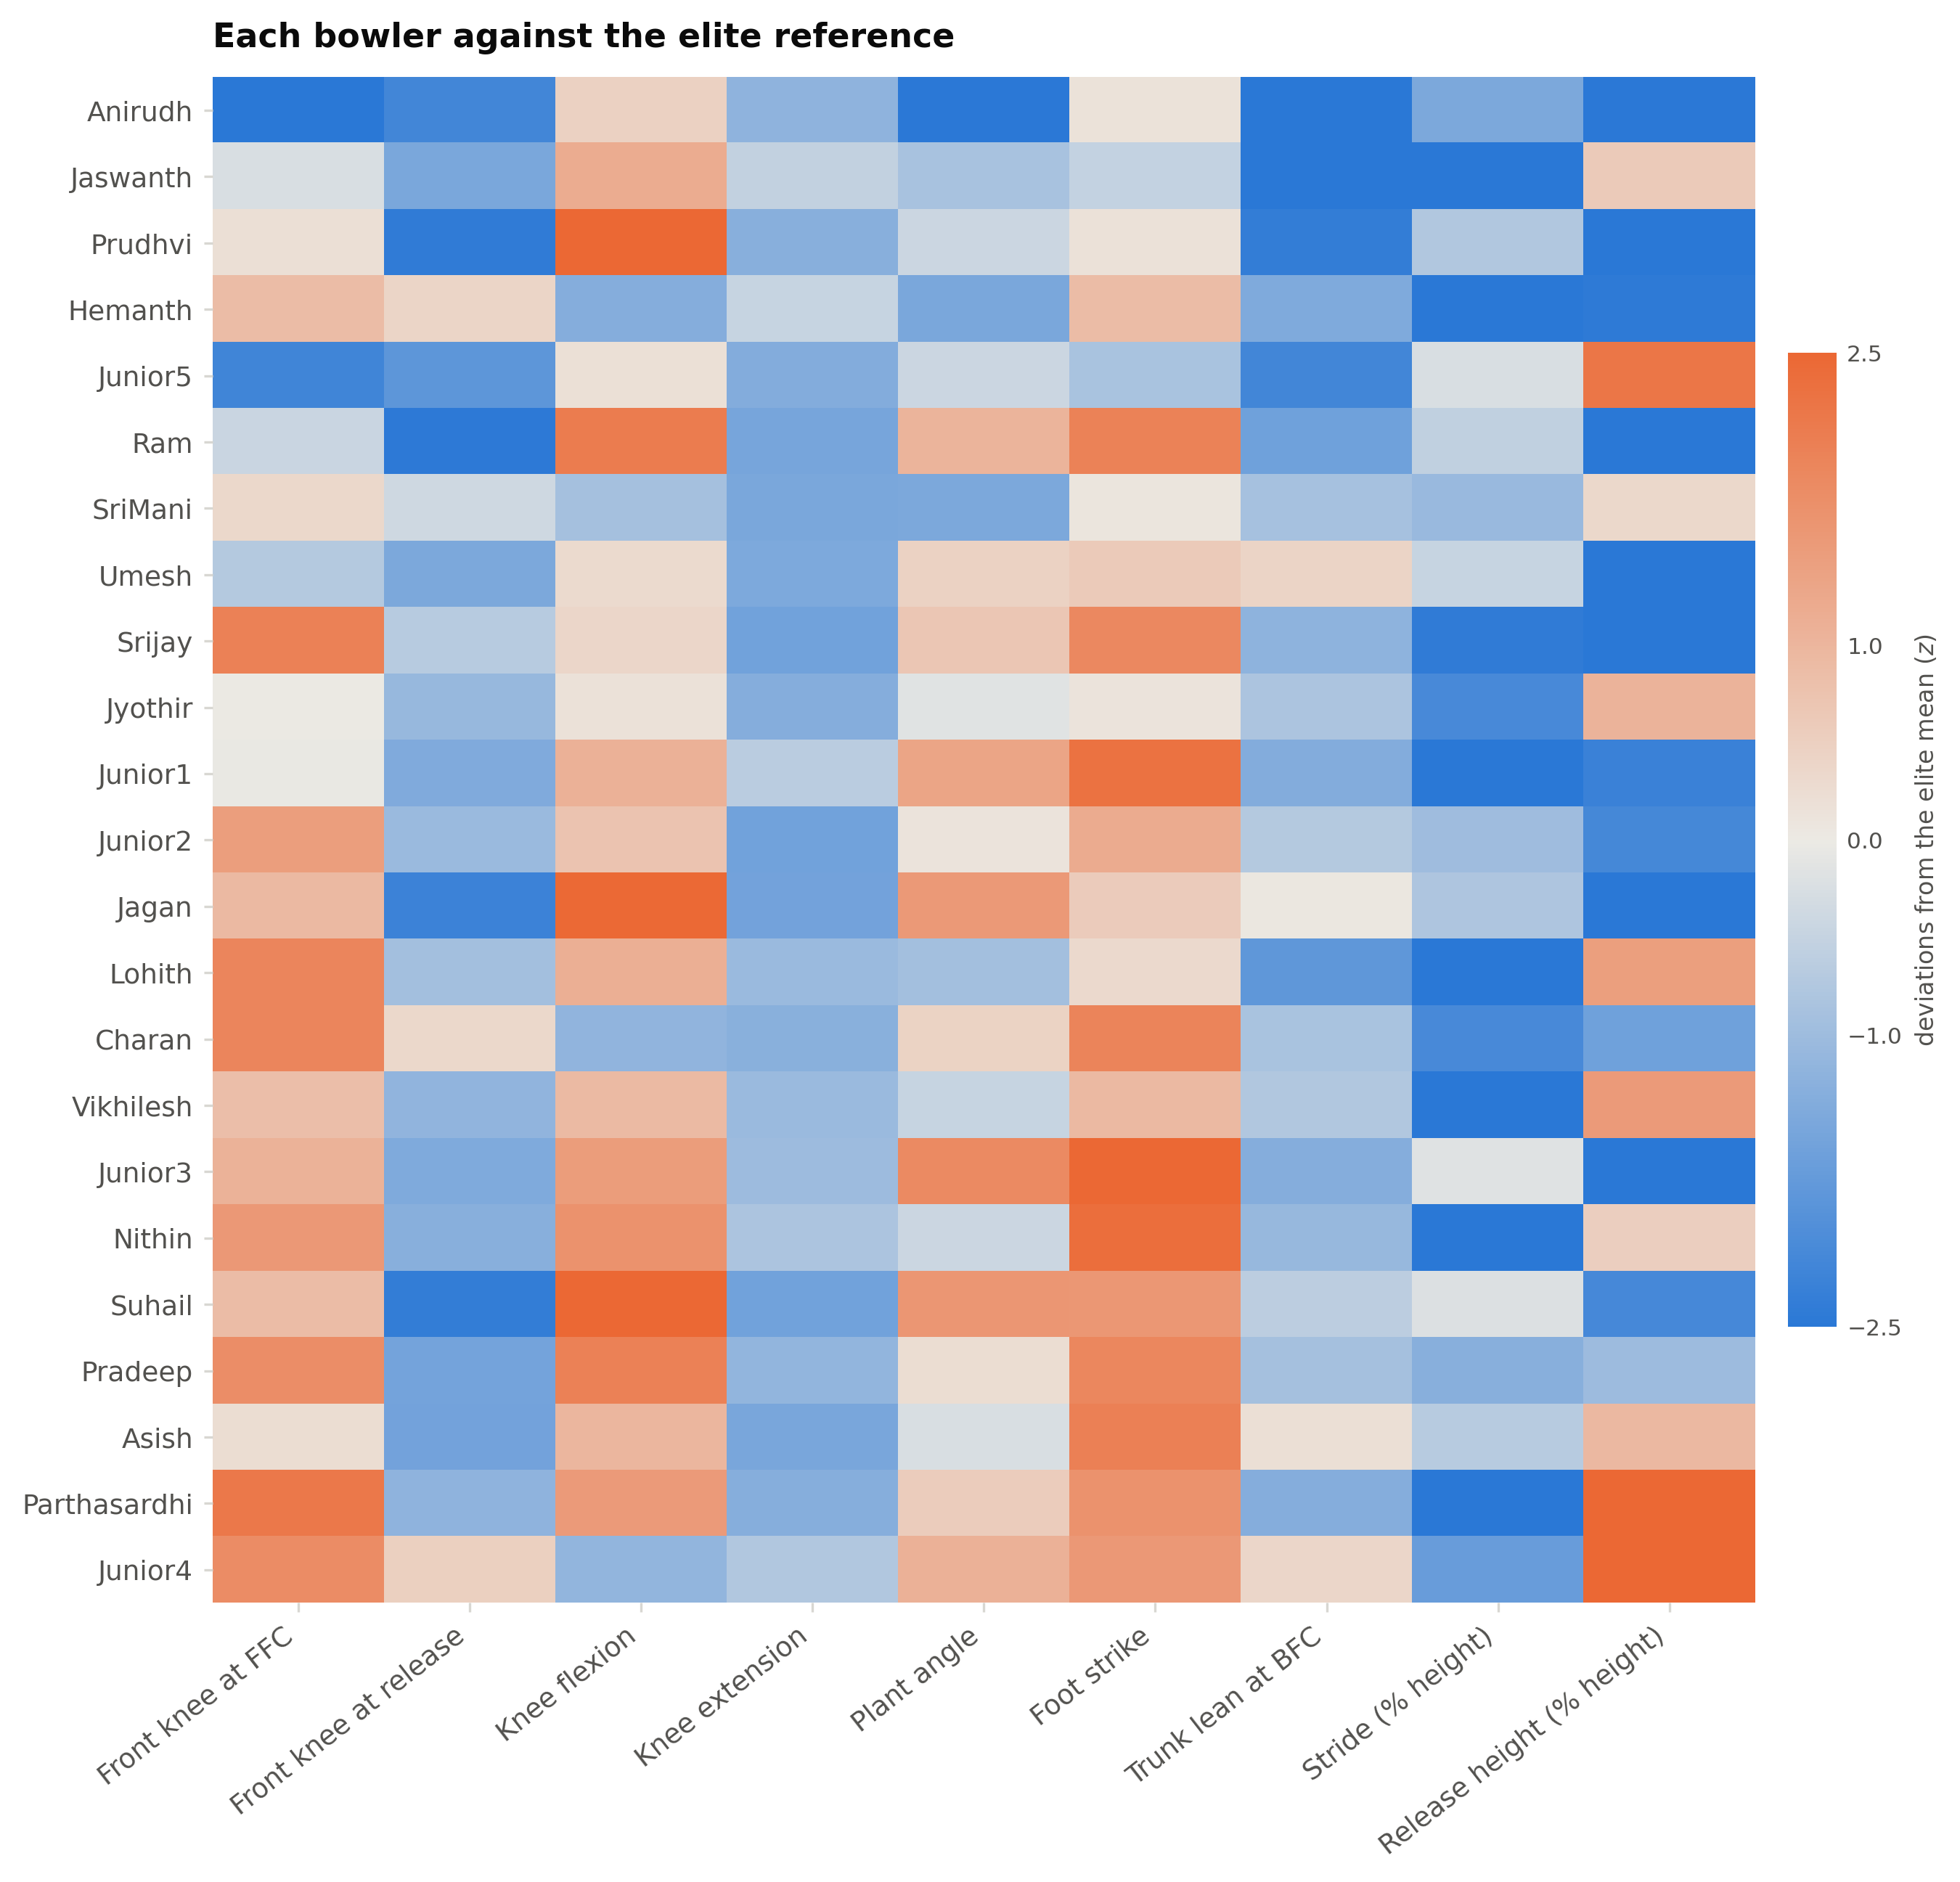 Each bowler against the elite reference
Anirudh
Jaswanth
Prudhvi
Hemanth
Junior5
Ram
SriMani
Umesh
Srijay
Jyothir
Junior1
Junior2
Jagan
Lohith
Charan
Vikhilesh
Junior3
Nithin
Suhail
Pradeep
Asish
Parthasardhi
Junior4
Front knee at FFC
Front knee at release
Knee flexion
Knee extension
Plant angle
Foot strike
Trunk lean at BFC
Stride (% height)
Release height (% height)
2.5
1.0
0.0
−1.0
−2.5
deviations from the elite mean (z)